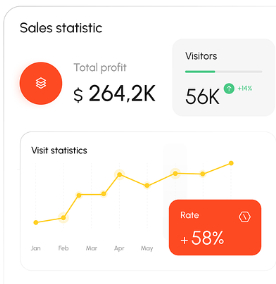 Sales statistic
Total profit
$ 264,2K
Visitors
56K +14%
Visit statistics
Rate
+ 58%
Jan Feb Mar Apr May